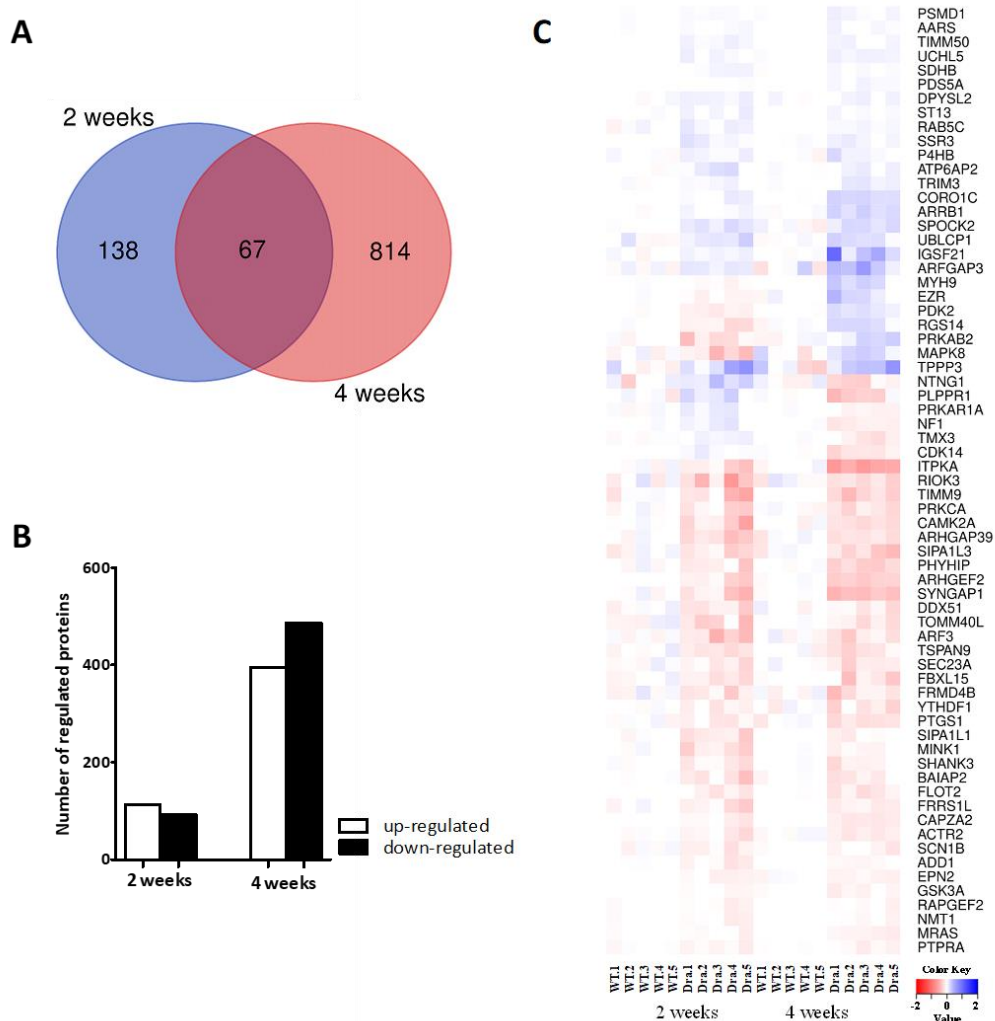 A
2 weeks
138
67
814
4 weeks
B
Number of regulated proteins
600
400
200
0
2 weeks
4 weeks
up-regulated
down-regulated
C
PSMD1
AARS
TIMM50
UCHL5
SDHB
PDS5A
DPYSL2
ST13
RAB5C
SSR3
P4HB
ATP6AP2
TRIM3
CORO1C
ARRB1
SPOCK2
UBLCP1
IGSF21
ARFGAP3
MYH9
EZR
PDK2
RGS14
PRKAB2
MAPK8
TPPP3
NTNG1
PLPPR1
PRKAR1A
NF1
TMX3
CDK14
ITPKA
RIOK3
TIMM9
PRKCA
CAMK2A
ARHGAP39
SIPA1L3
PHYHIP
ARHGEF2
SYNGAP1
DDX51
TOMM40L
ARF3
TSPAN9
SEC23A
FBXL15
FRMD4B
YTHDF1
PTGS1
SIPA1L1
MINK1
SHANK3
BAIAP2
FLOT2
FRRS1L
CAPZA2
ACTR2
SCN1B
ADD1
EPN2
GSK3A
RAPGEF2
NMT1
MRAS
PTPRA
WT.1
WT.2
WT.3
WT.4
WT.5
Dra.1
Dra.2
Dra.3
Dra.4
Dra.5
WT.1
WT.2
WT.3
WT.4
WT.5
Dra.1
Dra.2
Dra.3
Dra.4
Dra.5
2 weeks
4 weeks
Color Key
-2 0 2
Value